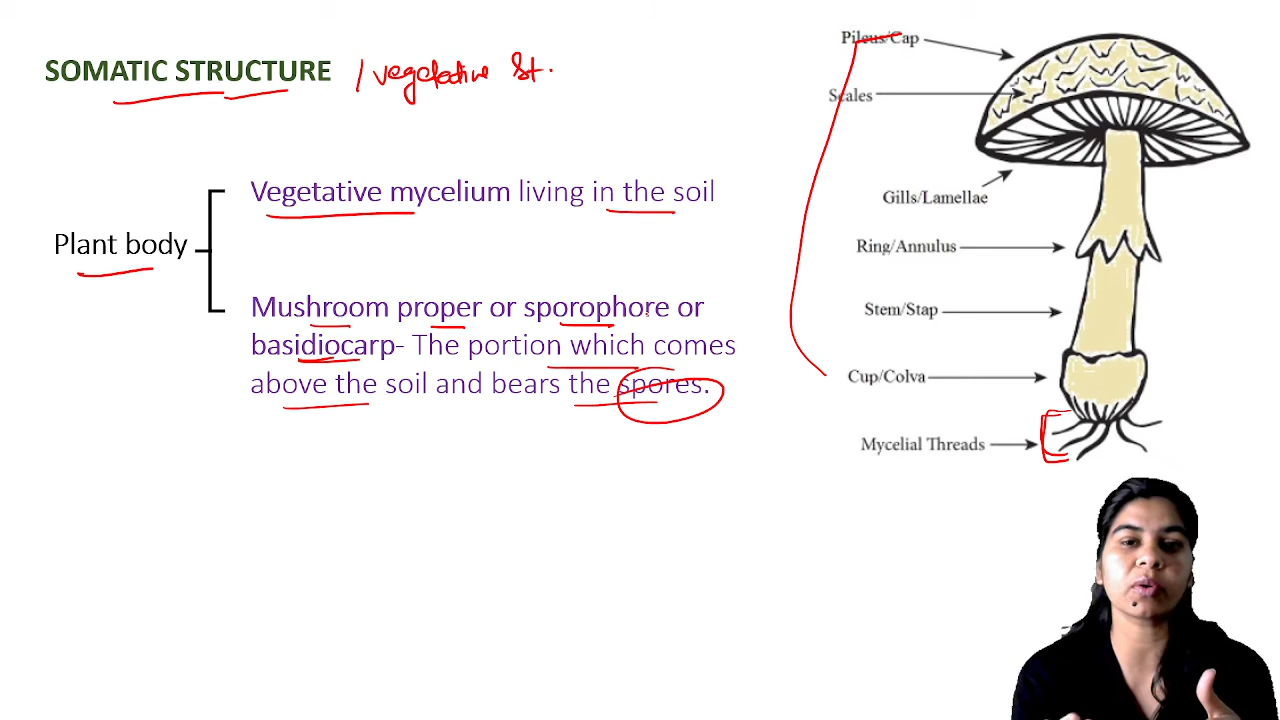 SOMATIC STRUCTURE / vegetative St.
Plant body
Vegetative mycelium living in the soil
Mushroom proper or sporophore or
basidiocarp- The portion which comes
above the soil and bears the spores.
Pileus/Cap
Scales
Gills/Lamellae
Ring/Annulus
Stem/Stap
Cup/Colva
Mycelial Threads